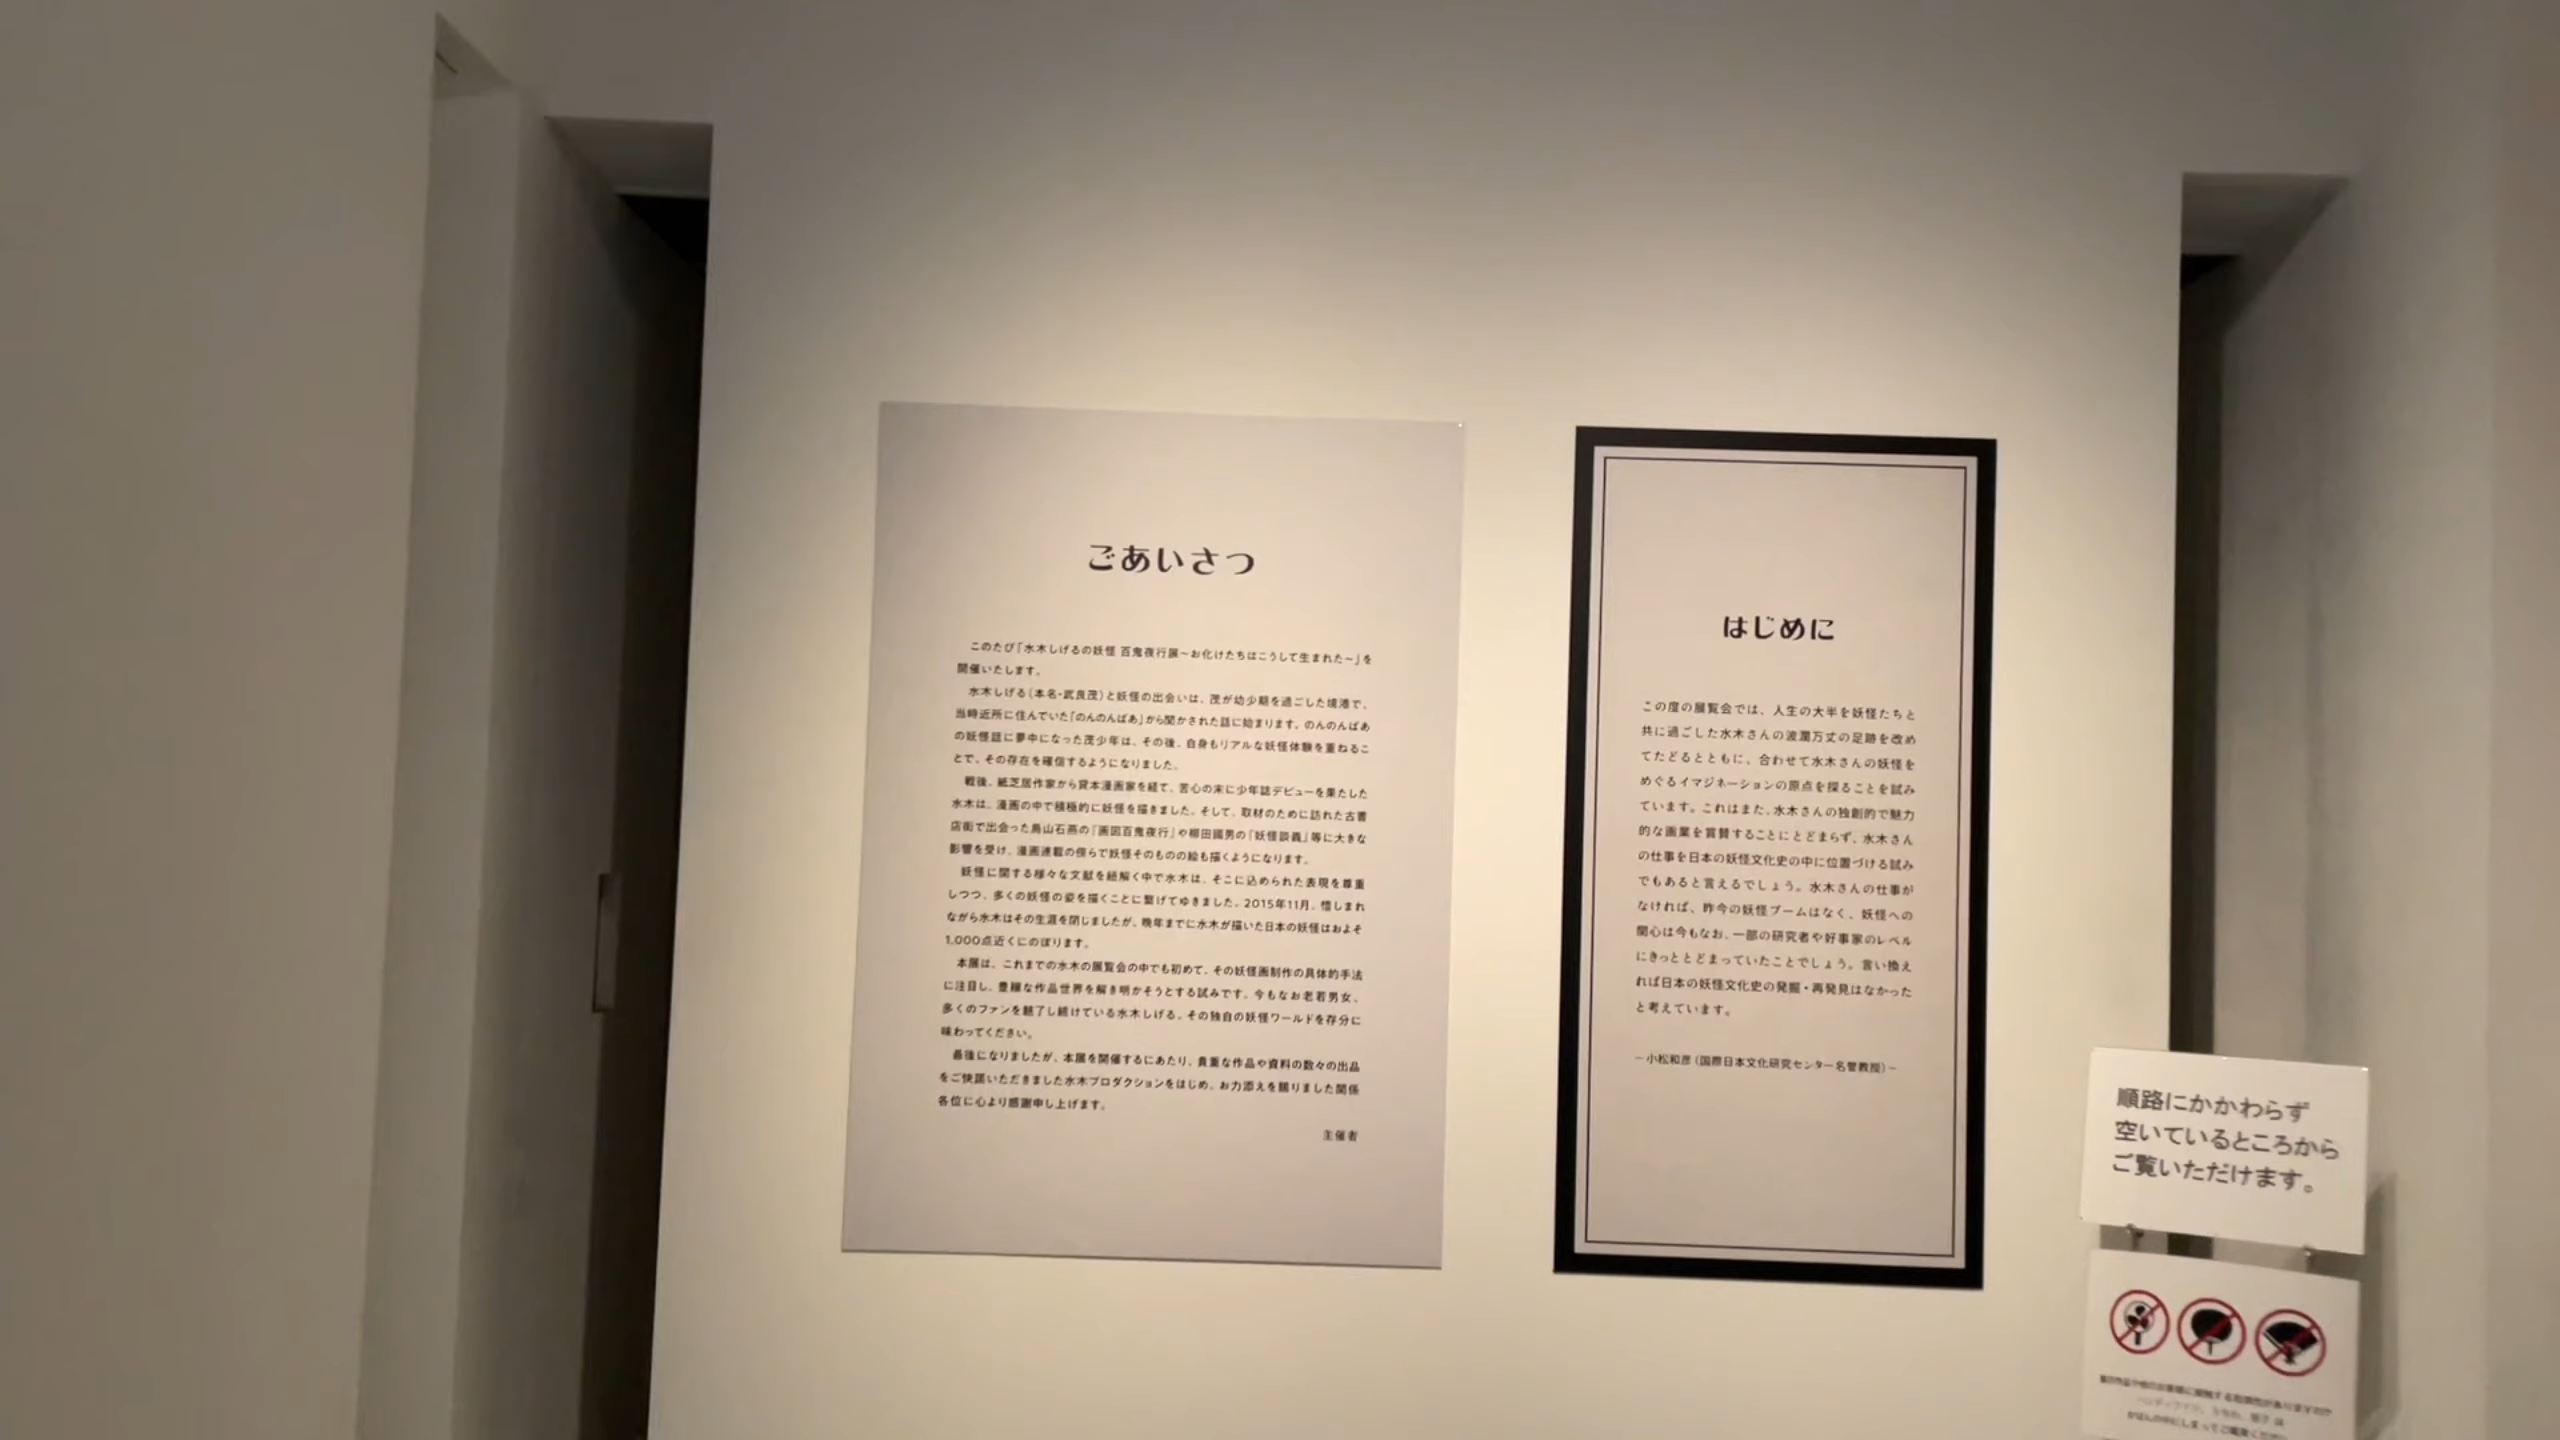 ごあいさつ
このたび「水木しげるの妖怪 百鬼夜行展～お化けたちはこうして生まれた～」を
開催いたします。
水木しげる（本名・武良茂）と妖怪の出会いは、茂が幼少期を過ごした境港で、
当時近所に住んでいた「のんのんばあ」から聞かされた話に始まります。のんのんばあ
の妖怪話に夢中になった茂少年は、その後、自身もリアルな妖怪体験を重ねるこ
とで、その存在を確信するようになりました。
戦後、紙芝居作家から貸本漫画家を経て、苦心の末に少年誌デビューを果たした
水木は、漫画の中で積極的に妖怪を描きました。そして、取材のために訪れた古書
店街で出会った鳥山石燕の『画図百鬼夜行』や柳田國男の『妖怪談義』等に大きな
影響を受け、漫画連載の傍らで妖怪そのものの絵も描くようになります。
妖怪に関する様々な文献を紐解く中で水木は、そこに込められた表現を尊重
しつつ、多くの妖怪の姿を描くことに繋げてゆきました。2015年11月、惜しまれ
ながら水木はその生涯を閉じましたが、晩年までに水木が描いた日本の妖怪はおよそ
1,000点近くにのぼります。
本展は、これまでの水木の展覧会の中でも初めて、その妖怪画制作の具体的手法
に注目し、豊穣な作品世界を解き明かそうとする試みです。今もなお老若男女、
多くのファンを魅了し続けている水木しげる。その独自の妖怪ワールドを存分に
味わってください。
最後になりましたが、本展を開催するにあたり、貴重な作品や資料の数々の出品
をご快諾いただきました水木プロダクションをはじめ、お力添えを賜りました関係
各位に心より感謝申し上げます。
主催者
はじめに
この度の展覧会では、人生の大半を妖怪たちと
共に過ごした水木さんの波瀾万丈の足跡を改め
てたどるとともに、合わせて水木さんの妖怪を
めぐるイマジネーションの原点を探ることを試み
ています。これはまた、水木さんの独創的で魅力
的な画業を賞賛することにとどまらず、水木さん
の仕事を日本の妖怪文化史の中に位置づける試み
でもあると言えるでしょう。水木さんの仕事が
なければ、昨今の妖怪ブームはなく、妖怪への
関心は今もなお、一部の研究者や好事家のレベル
にきっととどまっていたことでしょう。言い換え
れば日本の妖怪文化史の発掘・再発見はなかった
と考えています。
－小松和彦（国際日本文化研究センター名誉教授）－
順路にかかわらず
空いているところから
ご覧いただけます。